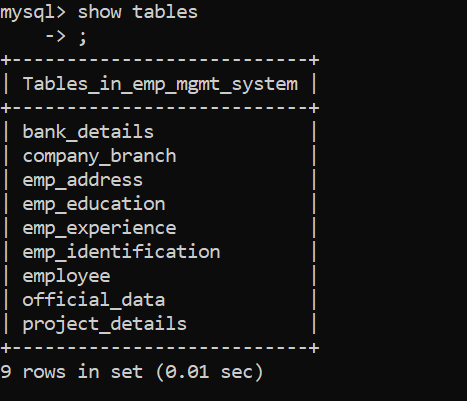 mysql> show tables
    -> ;
+---------------------------+
| Tables_in_emp_mgmt_system |
+---------------------------+
| bank_details              |
| company_branch            |
| emp_address               |
| emp_education             |
| emp_experience            |
| emp_identification        |
| employee                  |
| official_data             |
| project_details           |
+---------------------------+
9 rows in set (0.01 sec)